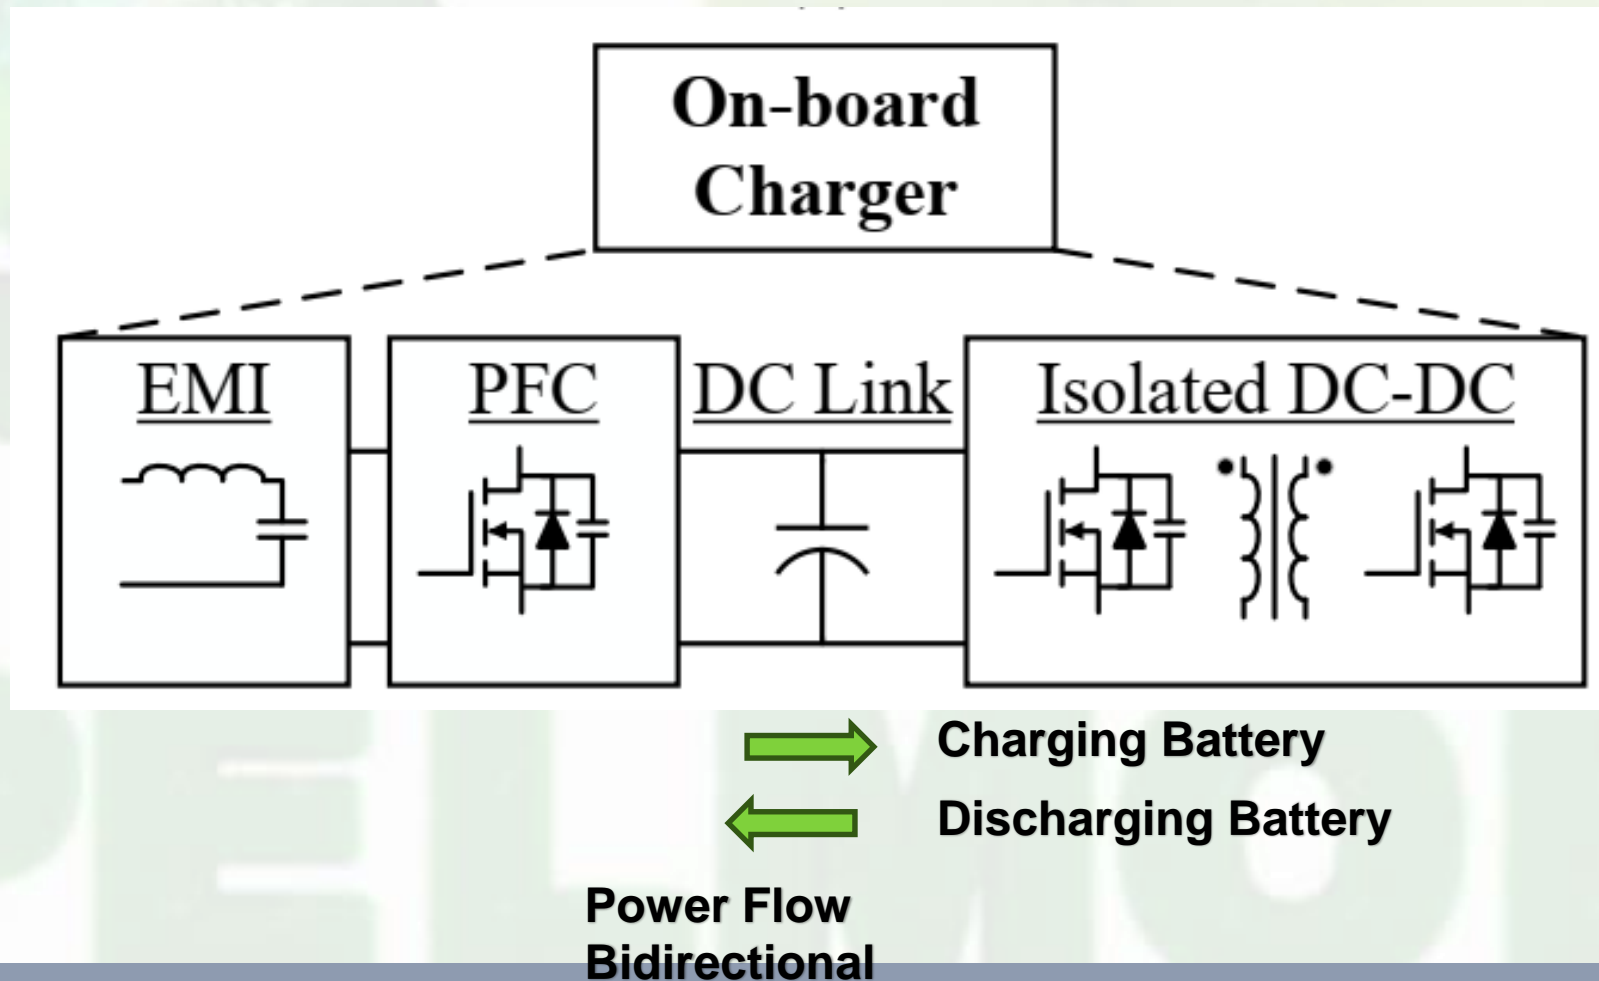 On-board
Charger
EMI
PFC
DC Link
Isolated DC-DC
Charging Battery
Discharging Battery
Power Flow
Bidirectional